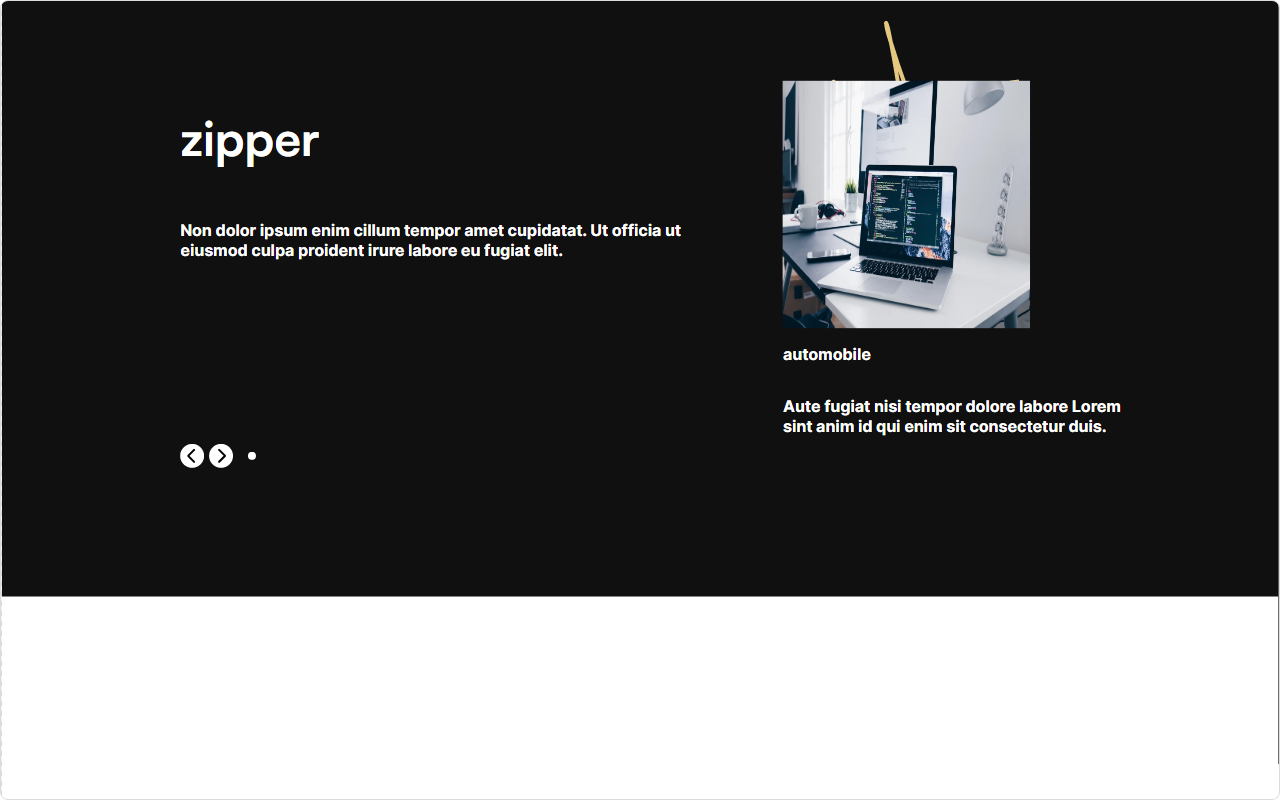 zipper
Non dolor ipsum enim cillum tempor amet cupidatat. Ut officia ut
eiusmod culpa proident irure labore eu fugiat elit.
automobile
Aute fugiat nisi tempor dolore labore Lorem
sint anim id qui enim sit consectetur duis.